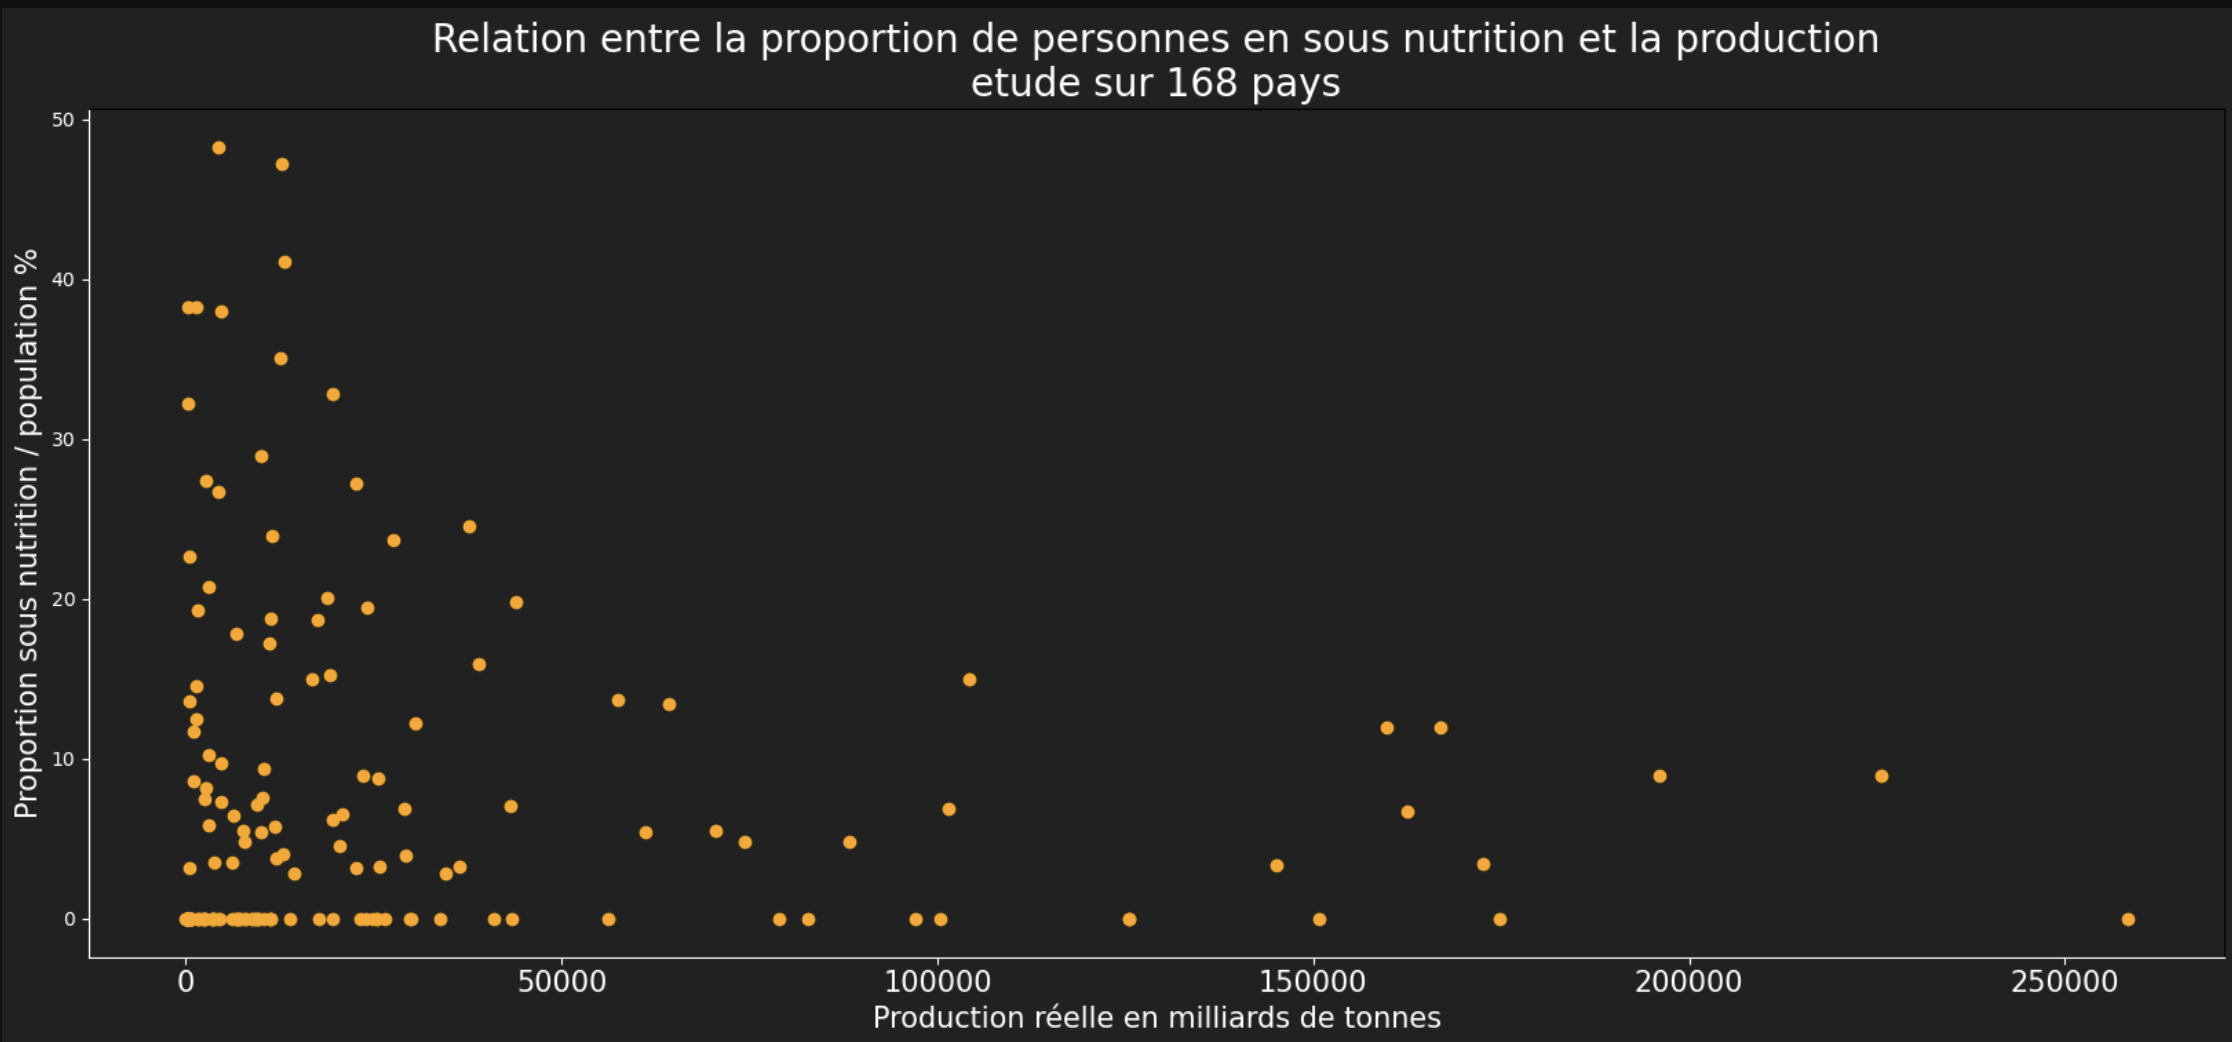 Relation entre la proportion de personnes en sous nutrition et la production
etude sur 168 pays
Proportion sous nutrition / population %
50
40
30
20
10
0
0 50000 100000 150000 200000 250000
Production réelle en milliards de tonnes